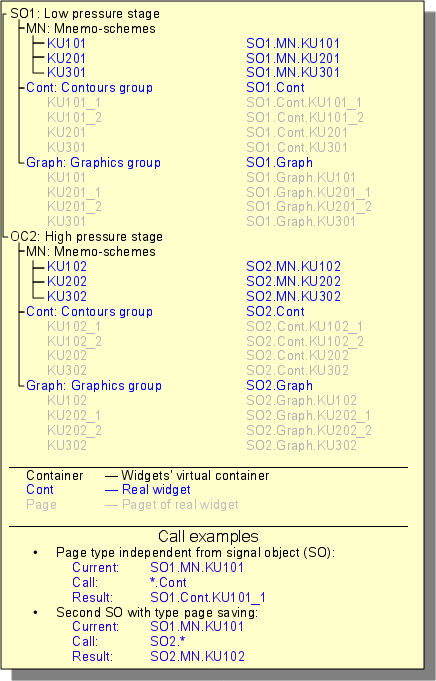 SO1: Low pressure stage
MN: Mnemo-schemes
KU101 SO1.MN.KU101
KU201 SO1.MN.KU201
KU301 SO1.MN.KU301
Cont: Contours group SO1.Cont
KU101_1 SO1.Cont.KU101_1
KU101_2 SO1.Cont.KU101_2
KU201 SO1.Cont.KU201
KU301 SO1.Cont.KU301
Graph: Graphics group SO1.Graph
KU101 SO1.Graph.KU101
KU201_1 SO1.Graph.KU201_1
KU201_2 SO1.Graph.KU201_2
KU301 SO1.Graph.KU301
OC2: High pressure stage
MN: Mnemo-schemes
KU102 SO2.MN.KU102
KU202 SO2.MN.KU202
KU302 SO2.MN.KU302
Cont: Contours group SO2.Cont
KU102_1 SO2.Cont.KU102_1
KU102_2 SO2.Cont.KU102_2
KU202 SO2.Cont.KU202
KU302 SO2.Cont.KU302
Graph: Graphics group SO2.Graph
KU102 SO2.Graph.KU102
KU202_1 SO2.Graph.KU202_1
KU202_2 SO2.Graph.KU202_2
KU302 SO2.Graph.KU302
Container — Widgets' virtual container
Cont — Real widget
Page — Paget of real widget
Call examples
• Page type independent from signal object (SO):
Current: SO1.MN.KU101
Call: *.Cont
Result: SO1.Cont.KU101_1
• Second SO with type page saving:
Current: SO1.MN.KU101
Call: SO2.*
Result: SO2.MN.KU102